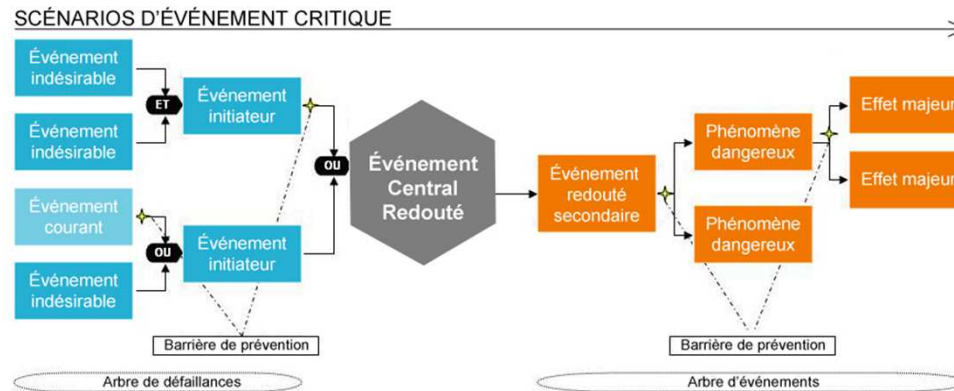 SCÉNARIOS D'ÉVÉNEMENT CRITIQUE
Événement
indésirable
ET
Événement
indésirable
Événement
initiateur
Événement
courant
OU
Événement
indésirable
Événement
initiateur
OU
Événement
Central
Redouté
Événement
redouté
secondaire
Phénomène
dangereux
Phénomène
dangereux
Effet majeur
Effet majeur
Barrière de prévention
Barrière de prévention
Arbre de défaillances
Arbre d'événements